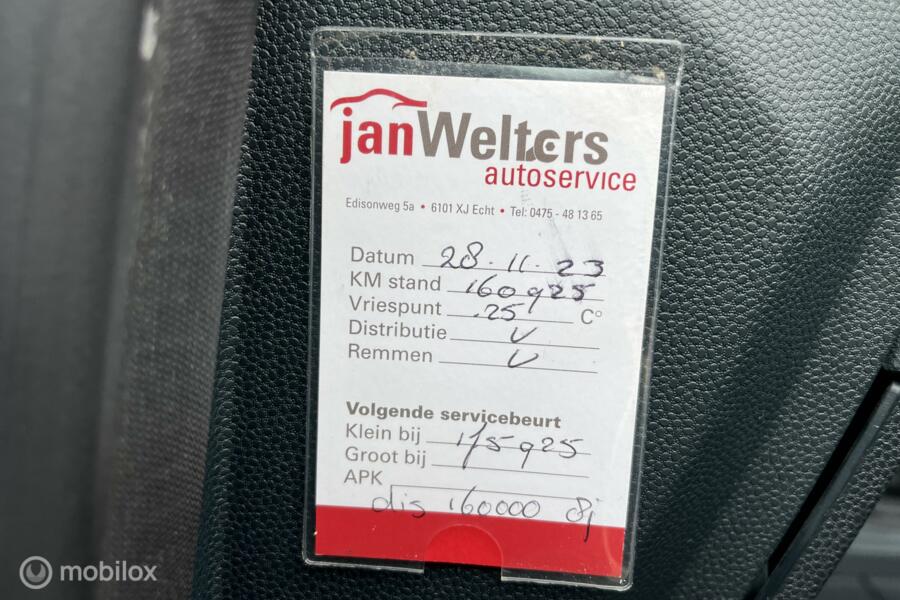 janWelters
autoservice
Edisonweg 5a • 6101 XJ Echt • Tel: 0475 - 48 13 65
Datum 28.11.23
KM stand 160925
Vriespunt .25 C°
Distributie V
Remmen V
Volgende servicebeurt
Klein bij 175925
Groot bij
APK
dis 160000
mobilox